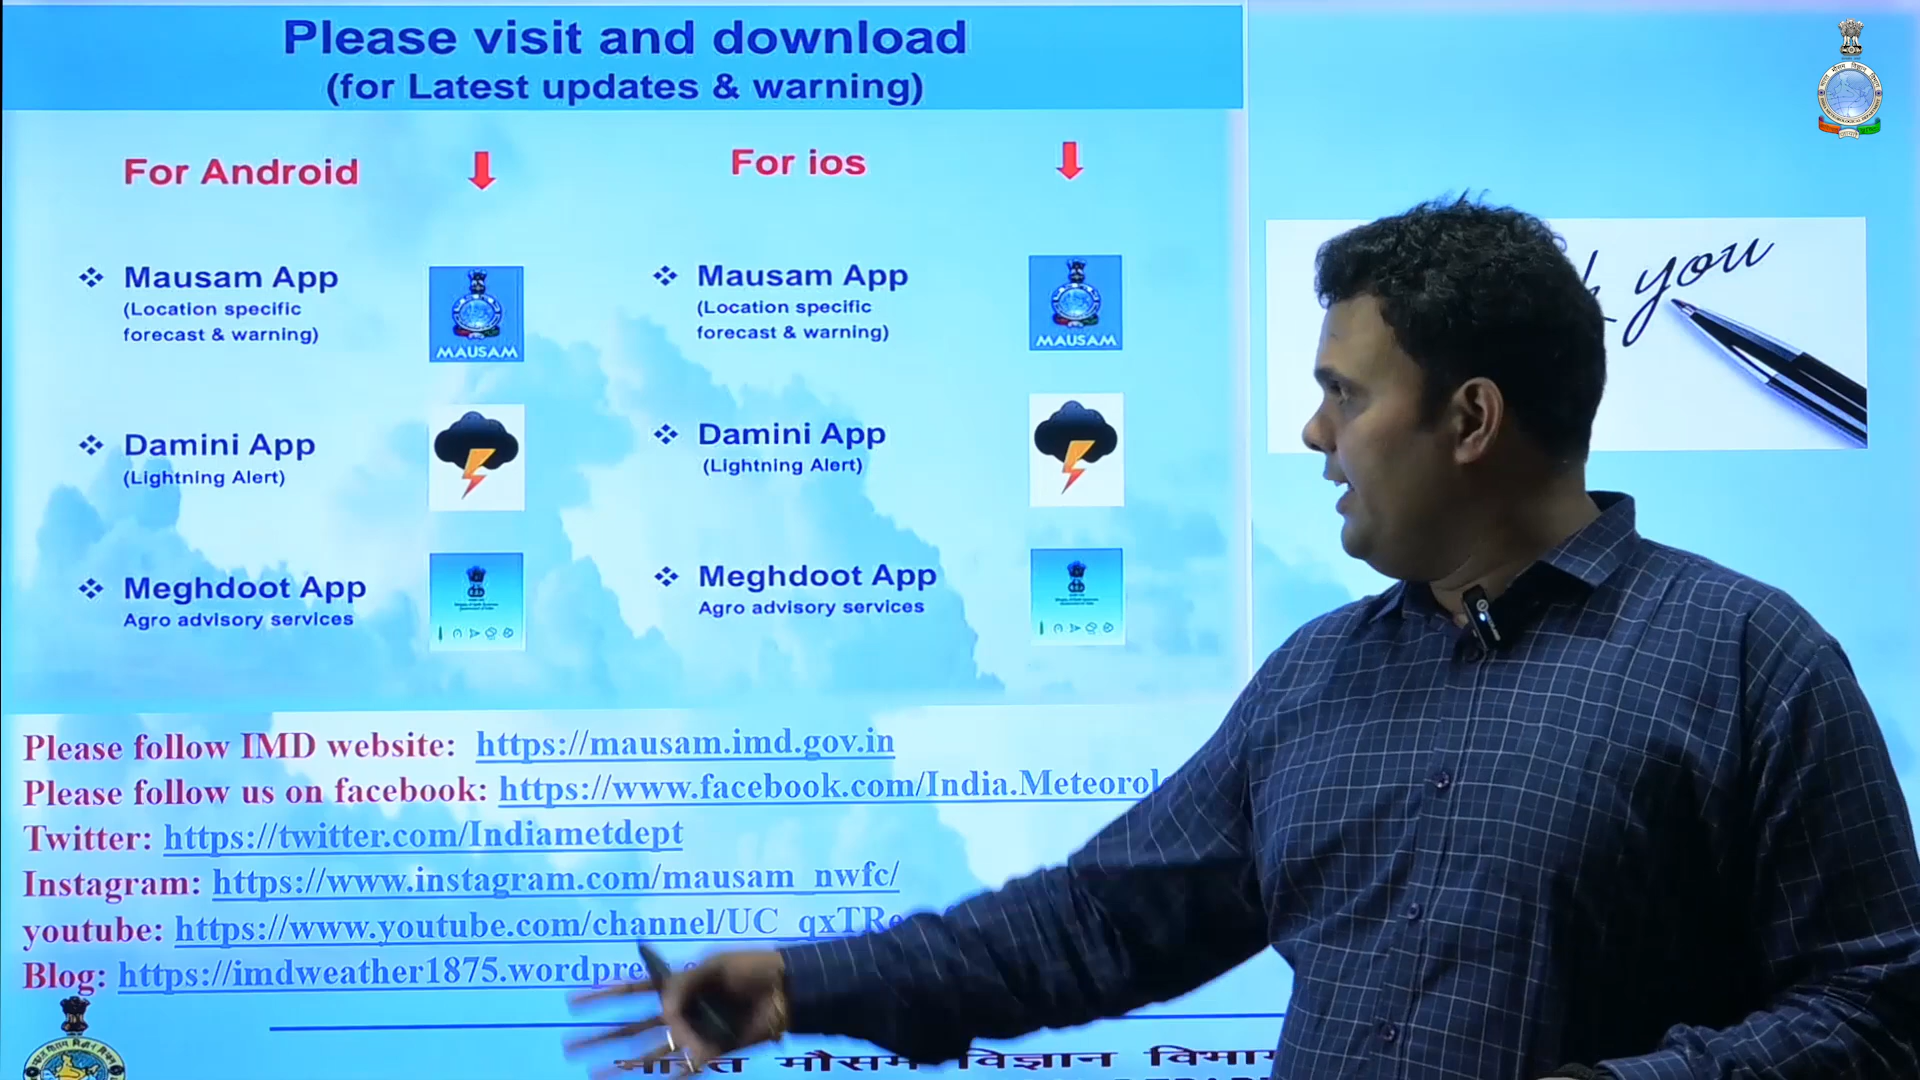 Please visit and download
(for Latest updates & warning)
For Android
For ios
Mausam App
(Location specific
forecast & warning)
MAUSAM
Mausam App
(Location specific
forecast & warning)
MAUSAM
Damini App
(Lightning Alert)
Damini App
(Lightning Alert)
Meghdoot App
Agro advisory services
Meghdoot App
Agro advisory services
you
Please follow IMD website: https://mausam.imd.gov.in
Please follow us on facebook: https://www.facebook.com/India.Meteorol
Twitter: https://twitter.com/Indiametdept
Instagram: https://www.instagram.com/mausam_nwfc/
youtube: https://www.youtube.com/channel/UC_qxTRe
Blog: https://imdweather1875.wordpre
भारत मौसम विज्ञान विभाग